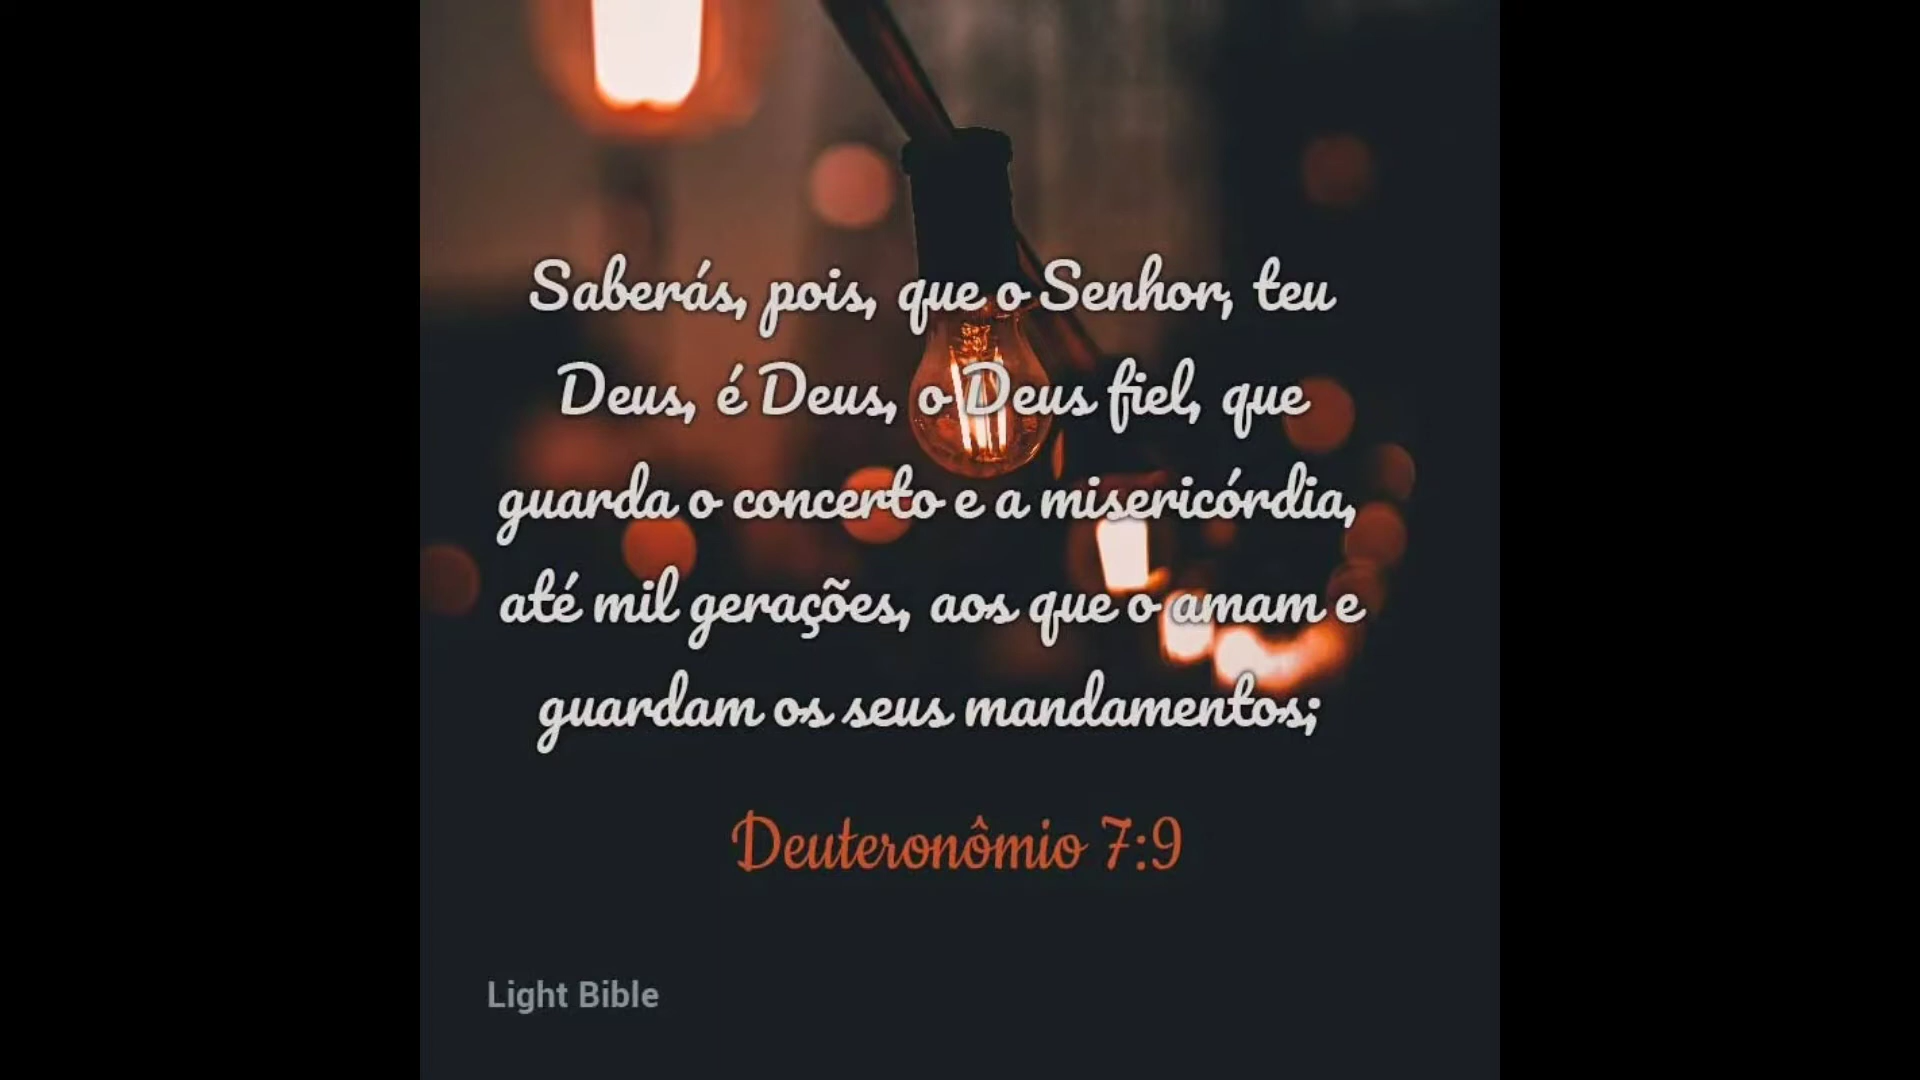 Saberás, pois, que o Senhor, teu
Deus, é Deus, o Deus fiel, que
guarda o concerto e a misericórdia,
até mil gerações, aos que o amam e
guardam os seus mandamentos;
Deuteronômio 7:9
Light Bible